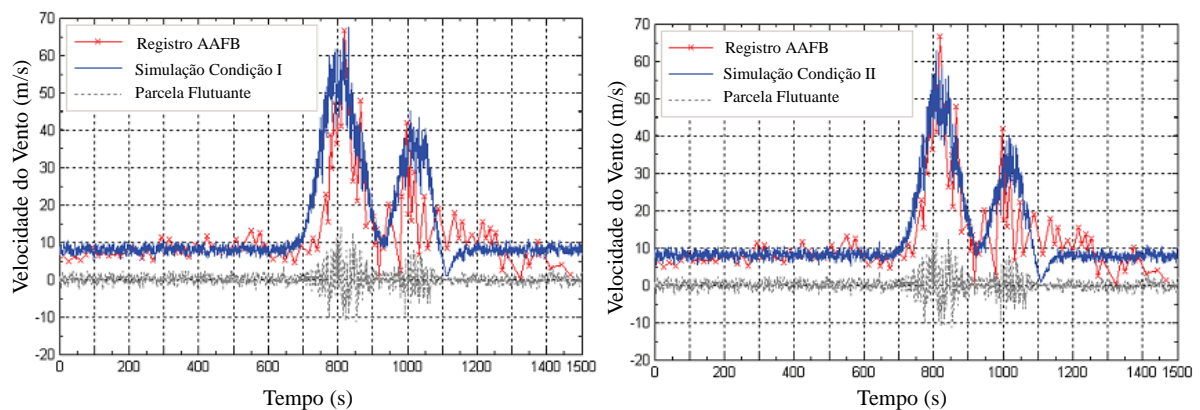 70
60
50
40
30
20
10
0
-10
-20
Velocidade do Vento (m/s)
Registro AAFB
Simulação Condição I
Parcela Flutuante
0 200 400 600 800 1000 1200 1400 1500
Tempo (s)
70
60
50
40
30
20
10
0
-10
-20
Velocidade do Vento (m/s)
Registro AAFB
Simulação Condição II
Parcela Flutuante
0 200 400 600 800 1000 1200 1400 1500
Tempo (s)